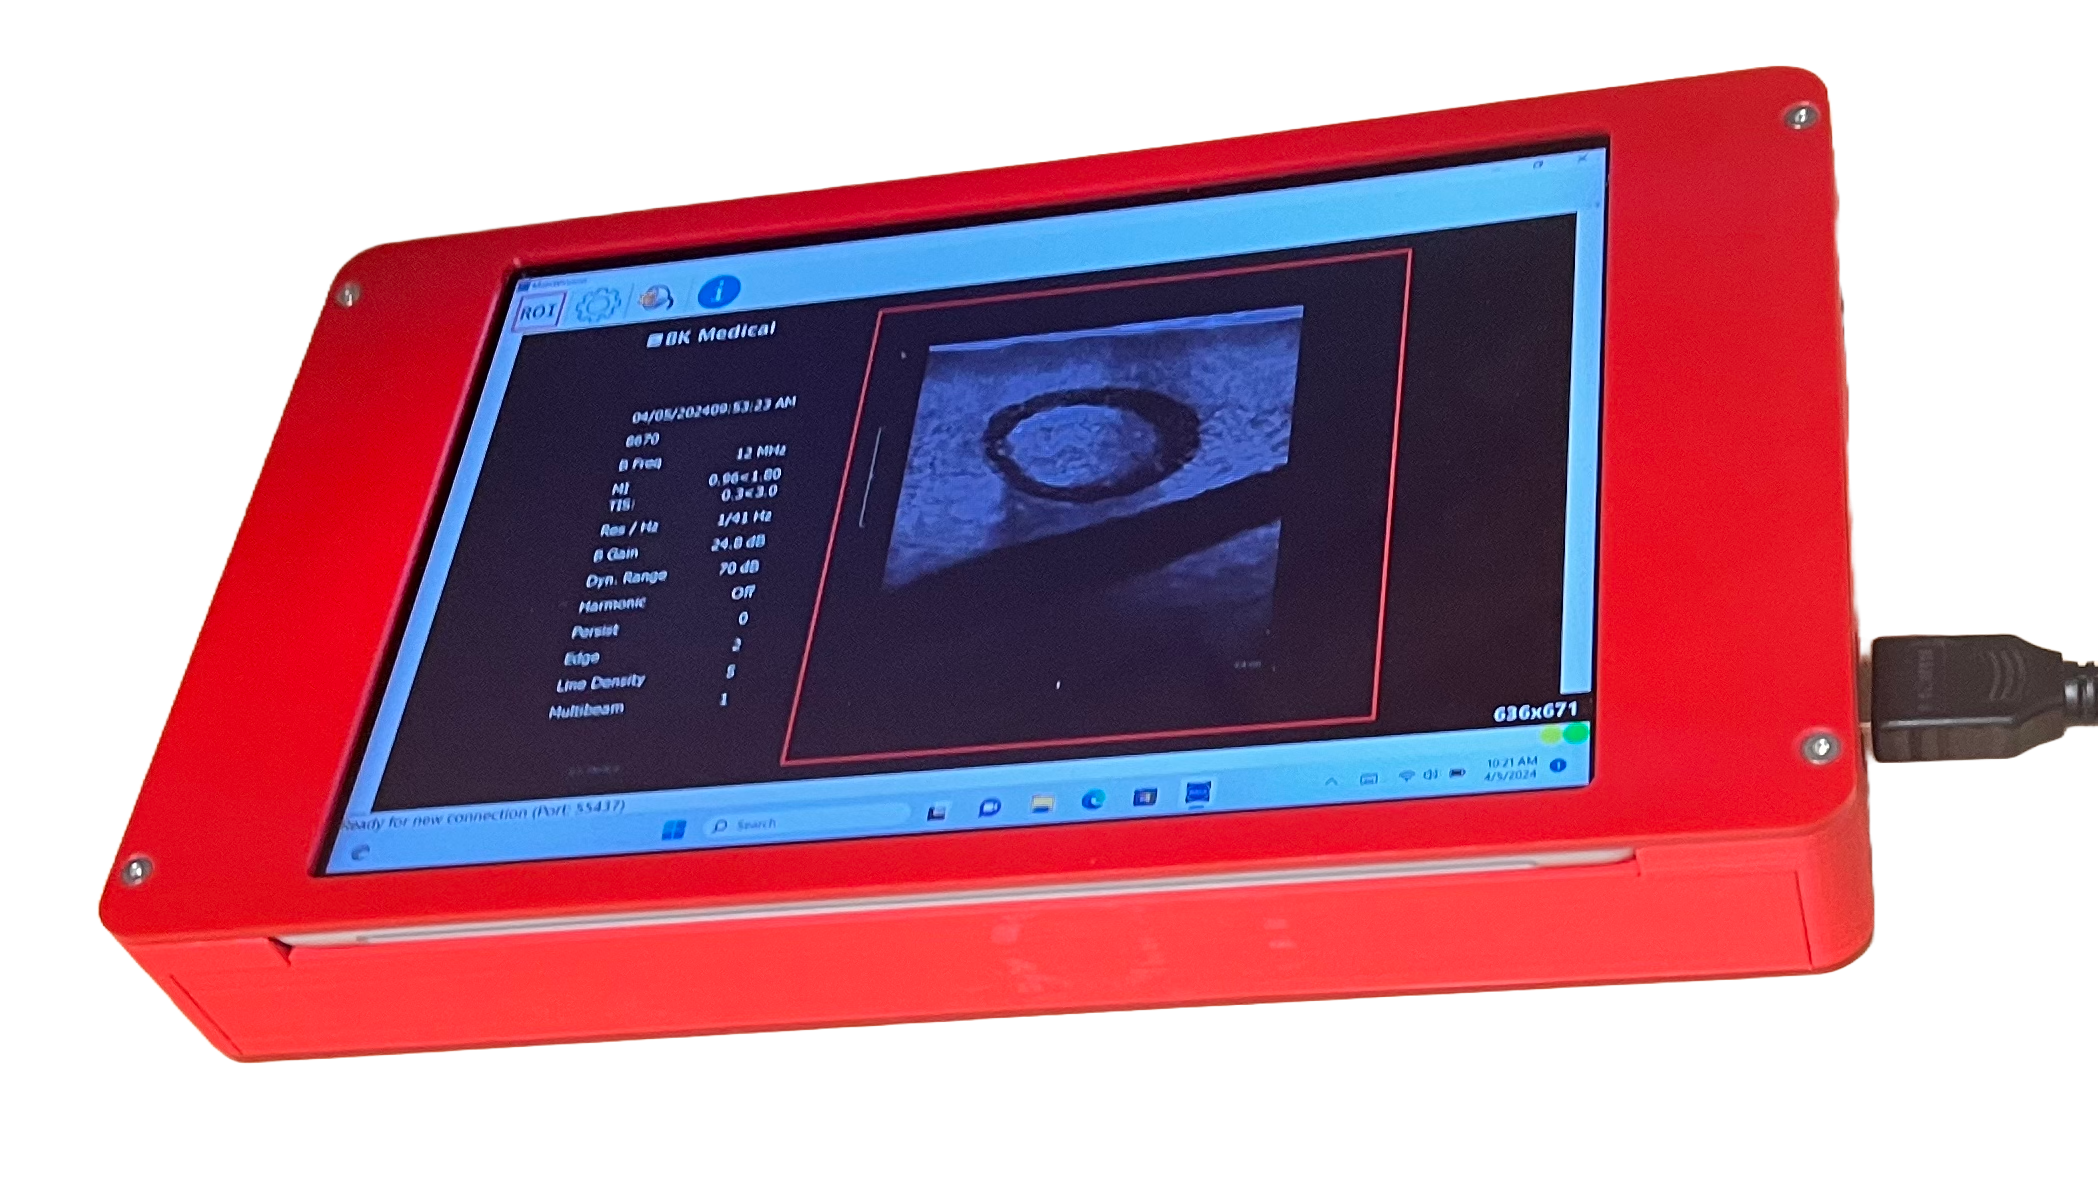 ROI
BK Medical
04/05/202409:53:23 AM
8670
B Freq 12 MHz
MI 0.96<1.80
TIS: 0.3<3.0
Res / Hz 1/41 Hz
B Gain 24.8 dB
Dyn. Range 70 dB
Harmonic Off
Persist 0
Edge 2
Line Density 5
Multibeam 1
636x671
Ready for new connection (Port: 55437)
Search
10:21 AM
4/5/2024